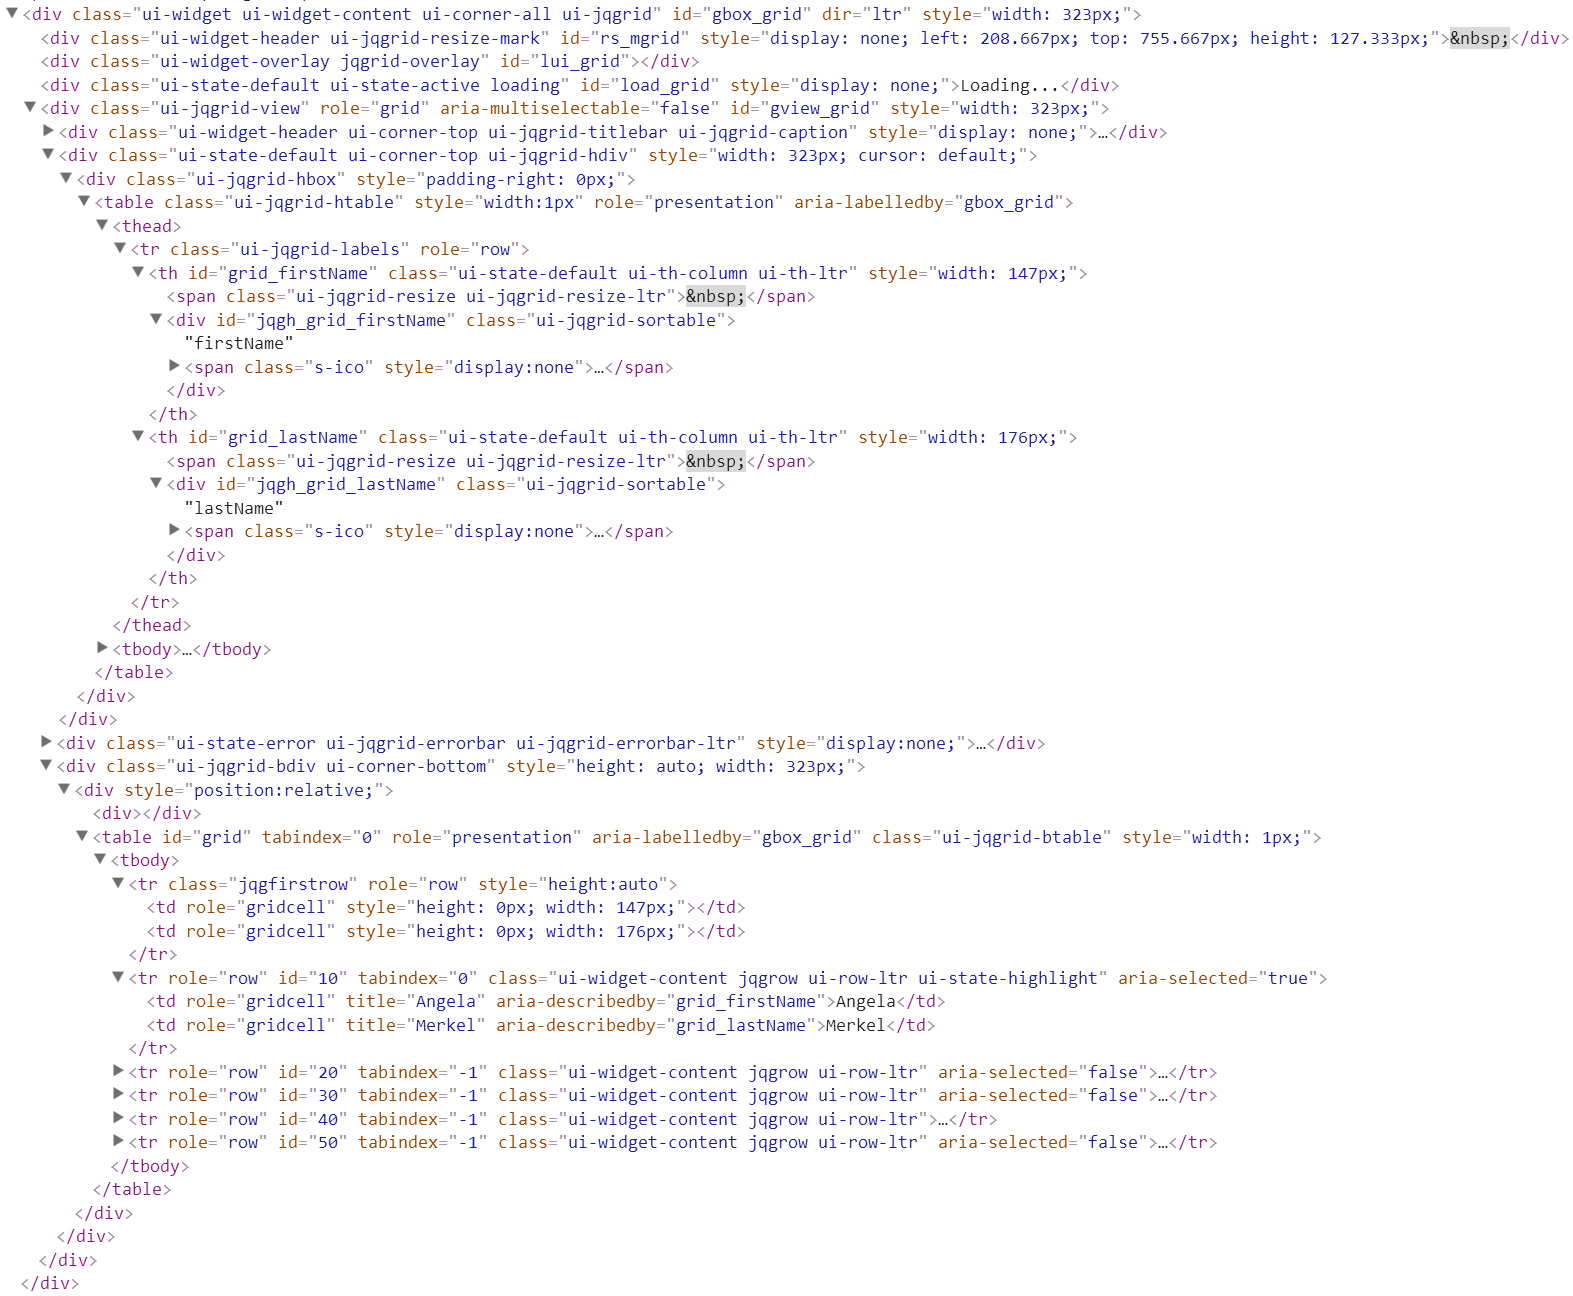 ▼<div class="ui-widget ui-widget-content ui-corner-all ui-jqgrid" id="gbox_grid" dir="ltr" style="width: 323px;">
<div class="ui-widget-header ui-jqgrid-resize-mark" id="rs_mgrid" style="display: none; left: 208.667px; top: 755.667px; height: 127.333px;">&nbsp;</div>
<div class="ui-widget-overlay jqgrid-overlay" id="lui_grid"></div>
<div class="ui-state-default ui-state-active loading" id="load_grid" style="display: none;">Loading...</div>
▼<div class="ui-jqgrid-view" role="grid" aria-multiselectable="false" id="gview_grid" style="width: 323px;">
▶<div class="ui-widget-header ui-corner-top ui-jqgrid-titlebar ui-jqgrid-caption" style="display: none;">…</div>
▼<div class="ui-state-default ui-corner-top ui-jqgrid-hdiv" style="width: 323px; cursor: default;">
▼<div class="ui-jqgrid-hbox" style="padding-right: 0px;">
▼<table class="ui-jqgrid-htable" style="width:1px" role="presentation" aria-labelledby="gbox_grid">
▼<thead>
▼<tr class="ui-jqgrid-labels" role="row">
▼<th id="grid_firstName" class="ui-state-default ui-th-column ui-th-ltr" style="width: 147px;">
<span class="ui-jqgrid-resize ui-jqgrid-resize-ltr">&nbsp;</span>
▼<div id="jqgh_grid_firstName" class="ui-jqgrid-sortable">
"firstName"
▶<span class="s-ico" style="display:none">…</span>
</div>
</th>
▼<th id="grid_lastName" class="ui-state-default ui-th-column ui-th-ltr" style="width: 176px;">
<span class="ui-jqgrid-resize ui-jqgrid-resize-ltr">&nbsp;</span>
▼<div id="jqgh_grid_lastName" class="ui-jqgrid-sortable">
"lastName"
▶<span class="s-ico" style="display:none">…</span>
</div>
</th>
</tr>
</thead>
▶<tbody>…</tbody>
</table>
</div>
</div>
▶<div class="ui-state-error ui-jqgrid-errorbar ui-jqgrid-errorbar-ltr" style="display:none;">…</div>
▼<div class="ui-jqgrid-bdiv ui-corner-bottom" style="height: auto; width: 323px;">
▼<div style="position:relative;">
<div></div>
▼<table id="grid" tabindex="0" role="presentation" aria-labelledby="gbox_grid" class="ui-jqgrid-btable" style="width: 1px;">
▼<tbody>
▼<tr class="jqgfirstrow" role="row" style="height:auto">
<td role="gridcell" style="height: 0px; width: 147px;"></td>
<td role="gridcell" style="height: 0px; width: 176px;"></td>
</tr>
▼<tr role="row" id="10" tabindex="0" class="ui-widget-content jqgrow ui-row-ltr ui-state-highlight" aria-selected="true">
<td role="gridcell" title="Angela" aria-describedby="grid_firstName">Angela</td>
<td role="gridcell" title="Merkel" aria-describedby="grid_lastName">Merkel</td>
</tr>
▶<tr role="row" id="20" tabindex="-1" class="ui-widget-content jqgrow ui-row-ltr" aria-selected="false">…</tr>
▶<tr role="row" id="30" tabindex="-1" class="ui-widget-content jqgrow ui-row-ltr" aria-selected="false">…</tr>
▶<tr role="row" id="40" tabindex="-1" class="ui-widget-content jqgrow ui-row-ltr">…</tr>
▶<tr role="row" id="50" tabindex="-1" class="ui-widget-content jqgrow ui-row-ltr" aria-selected="false">…</tr>
</tbody>
</table>
</div>
</div>
</div>
</div>